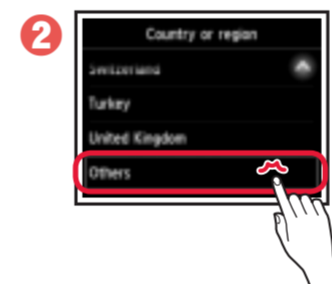 2
Country or region
Switzerland
Turkey
United Kingdom
Others